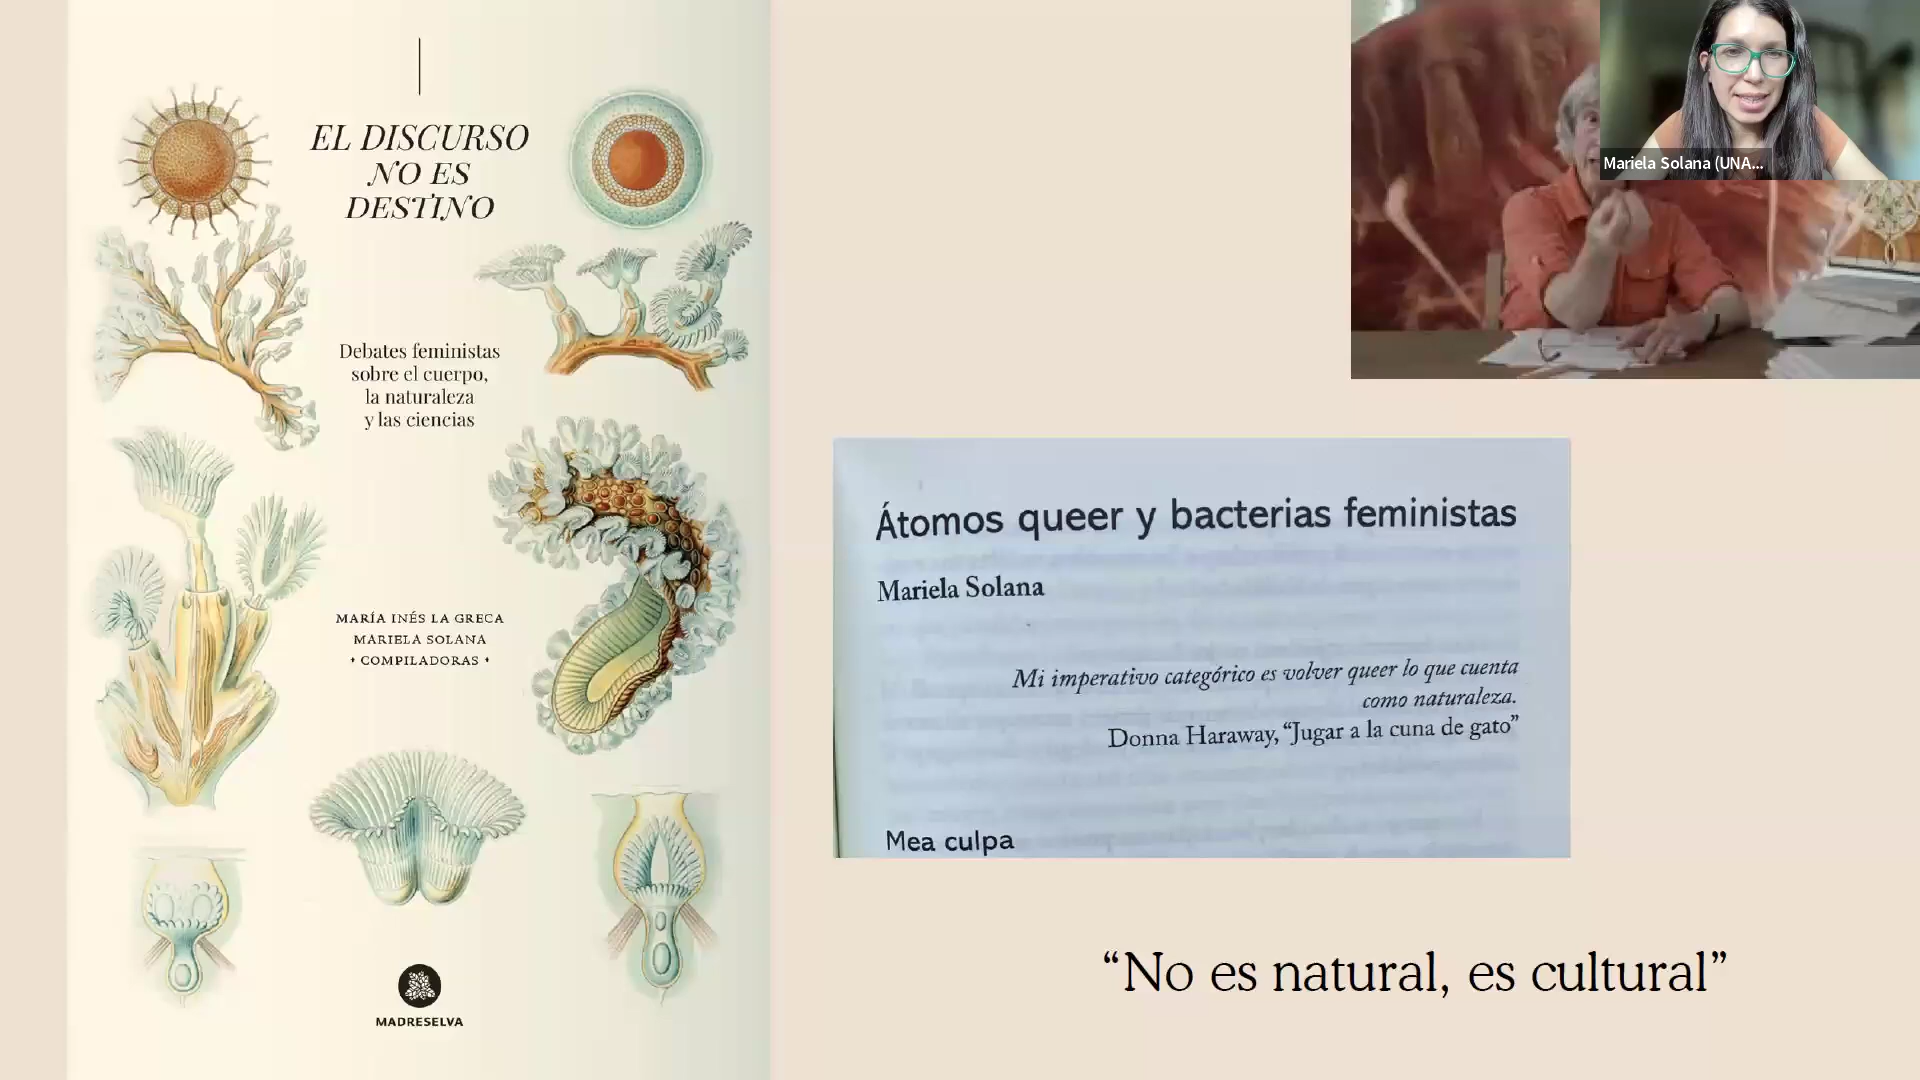 EL DISCURSO
NO ES
DESTINO
Debates feministas
sobre el cuerpo,
la naturaleza
y las ciencias
MARÍA INÉS LA GRECA
MARIELA SOLANA
• COMPILADORAS •
MADRESELVA
Mariela Solana (UNA...
Átomos queer y bacterias feministas
Mariela Solana
Mi imperativo categórico es volver queer lo que cuenta
como naturaleza.
Donna Haraway, “Jugar a la cuna de gato”
Mea culpa
“No es natural, es cultural”